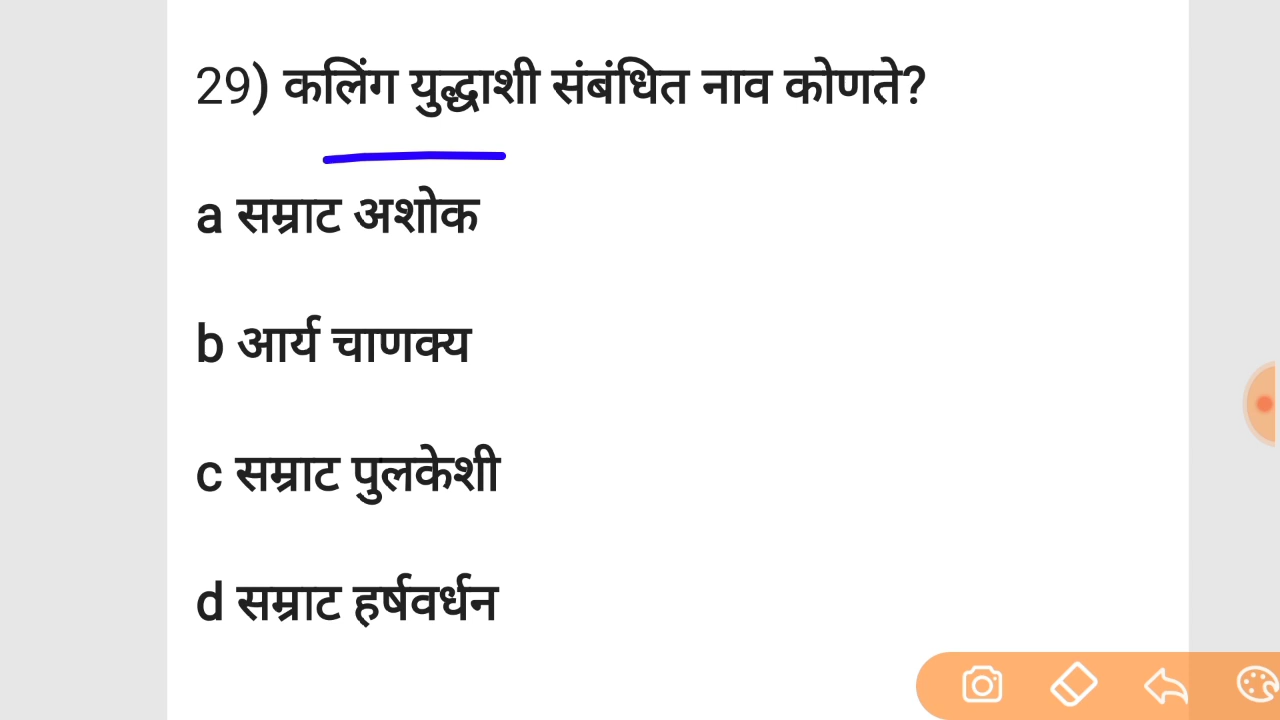 29) कलिंग युद्धाशी संबंधित नाव कोणते?
a सम्राट अशोक
b आर्य चाणक्य
c सम्राट पुलकेशी
d सम्राट हर्षवर्धन